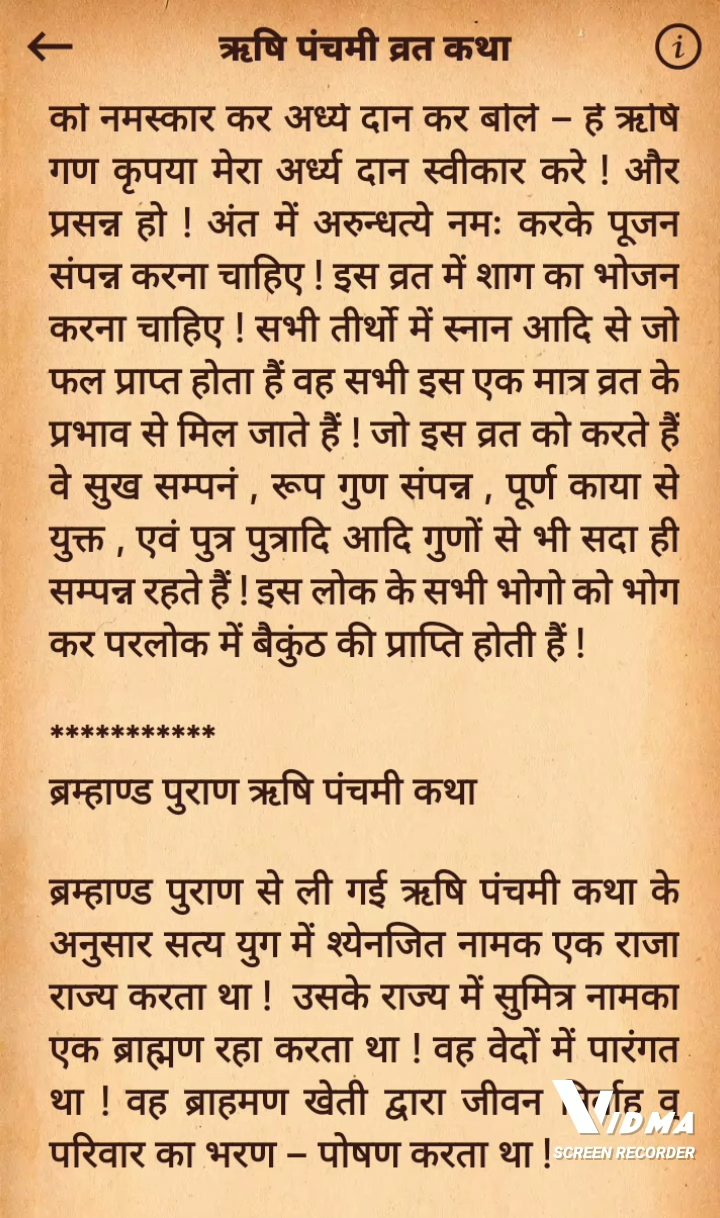 ऋषि पंचमी व्रत कथा
को नमस्कार कर अर्ध्य दान कर बोले – हे ऋषि
गण कृपया मेरा अर्ध्य दान स्वीकार करे ! और
प्रसन्न हो ! अंत में अरुन्धत्ये नमः करके पूजन
संपन्न करना चाहिए ! इस व्रत में शाग का भोजन
करना चाहिए ! सभी तीर्थो में स्नान आदि से जो
फल प्राप्त होता हैं वह सभी इस एक मात्र व्रत के
प्रभाव से मिल जाते हैं ! जो इस व्रत को करते हैं
वे सुख सम्पनं , रूप गुण संपन्न , पूर्ण काया से
युक्त , एवं पुत्र पुत्रादि आदि गुणों से भी सदा ही
सम्पन्न रहते हैं ! इस लोक के सभी भोगो को भोग
कर परलोक में बैकुंठ की प्राप्ति होती हैं !
***********
ब्रम्हाण्ड पुराण ऋषि पंचमी कथा
ब्रम्हाण्ड पुराण से ली गई ऋषि पंचमी कथा के
अनुसार सत्य युग में श्येनजित नामक एक राजा
राज्य करता था ! उसके राज्य में सुमित्र नामका
एक ब्राह्मण रहा करता था ! वह वेदों में पारंगत
था ! वह ब्राहमण खेती द्वारा जीवन व
परिवार का भरण – पोषण करता था !
VIDMA
SCREEN RECORDER